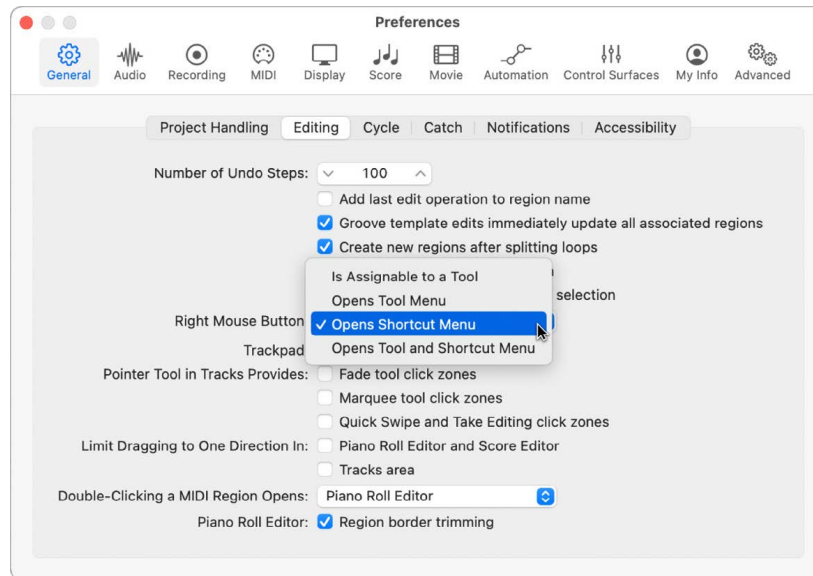 Preferences
General Audio Recording MIDI Display Score Movie Automation Control Surfaces My Info Advanced
Project Handling Editing Cycle Catch Notifications Accessibility
Number of Undo Steps: 100
Add last edit operation to region name
Groove template edits immediately update all associated regions
Create new regions after splitting loops
Is Assignable to a Tool
Opens Tool Menu
selection
Right Mouse Button ✓ Opens Shortcut Menu
Trackpad Opens Tool and Shortcut Menu
Pointer Tool in Tracks Provides: Fade tool click zones
Marquee tool click zones
Quick Swipe and Take Editing click zones
Limit Dragging to One Direction In: Piano Roll Editor and Score Editor
Tracks area
Double-Clicking a MIDI Region Opens: Piano Roll Editor
Piano Roll Editor: Region border trimming